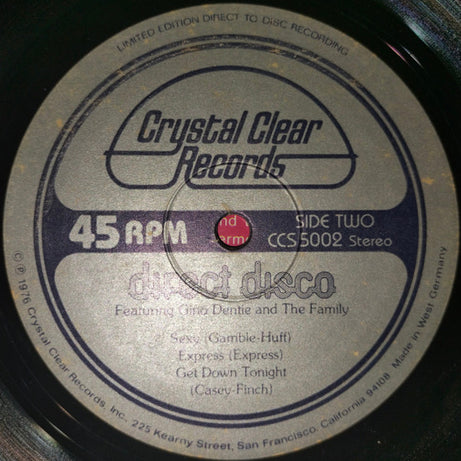 LIMITED EDITION DIRECT TO DISC RECORDING
Crystal Clear
Records
45 RPM
nd
erm
SIDE TWO
CCS 5002 Stereo
direct disco
Featuring Gino Dentie and The Family
Sexy (Gamble-Huff)
Express (Express)
Get Down Tonight
(Casey-Finch)
© ℗ 1976 Crystal Clear Records, Inc. 225 Kearny Street, San Francisco, California 94108 Made in West Germany